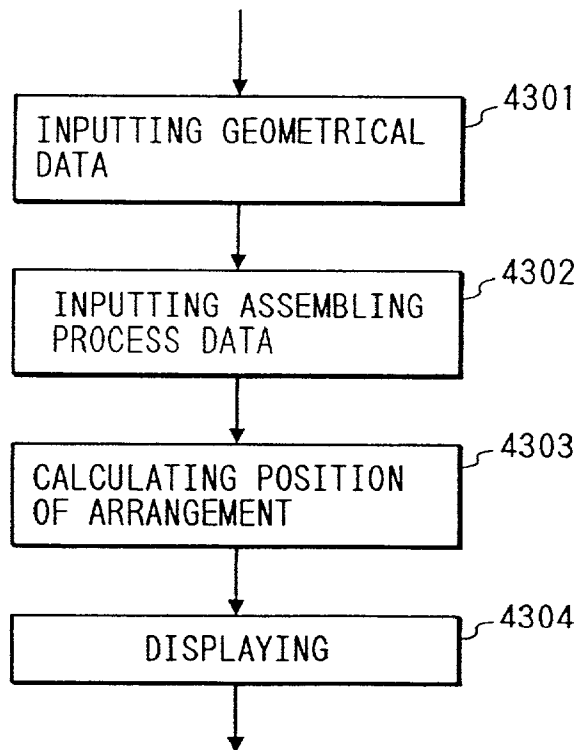 4301
INPUTTING GEOMETRICAL
DATA
4302
INPUTTING ASSEMBLING
PROCESS DATA
4303
CALCULATING POSITION
OF ARRANGEMENT
4304
DISPLAYING